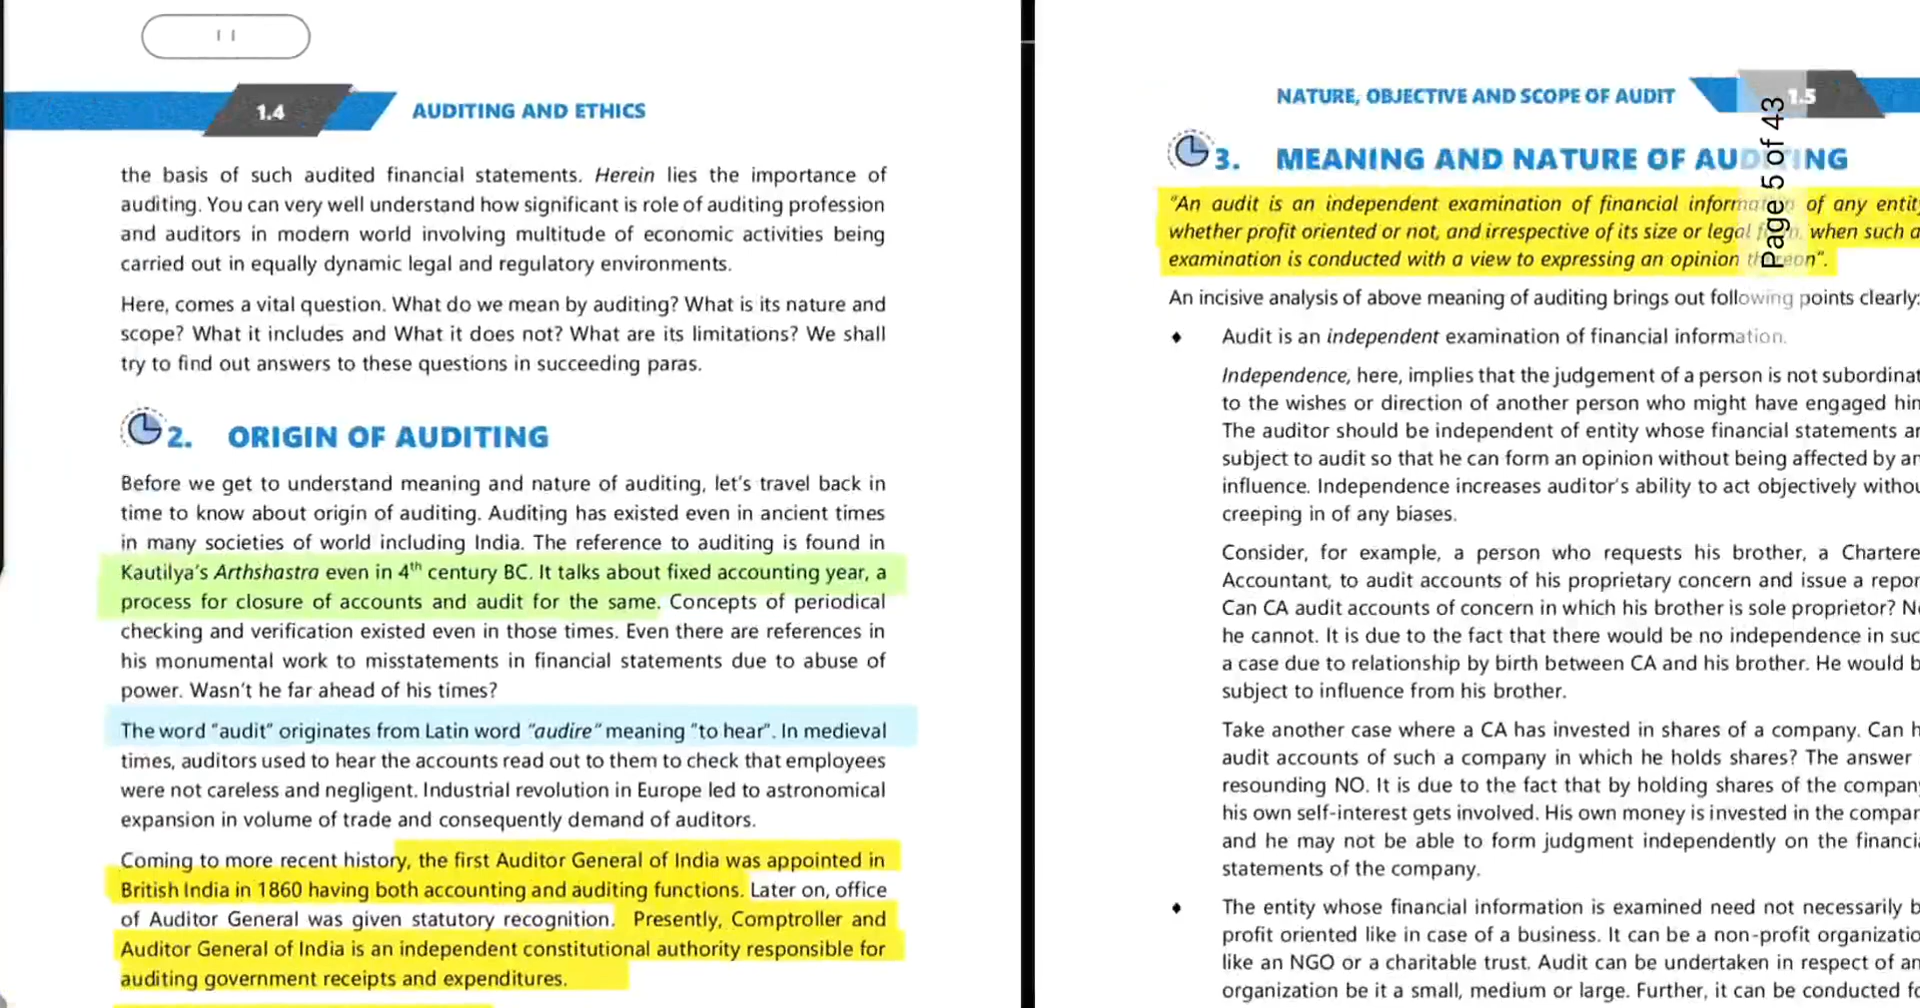 1.4
AUDITING AND ETHICS
the basis of such audited financial statements. Herein lies the importance of
auditing. You can very well understand how significant is role of auditing profession
and auditors in modern world involving multitude of economic activities being
carried out in equally dynamic legal and regulatory environments.
Here, comes a vital question. What do we mean by auditing? What is its nature and
scope? What it includes and What it does not? What are its limitations? We shall
try to find out answers to these questions in succeeding paras.
2. ORIGIN OF AUDITING
Before we get to understand meaning and nature of auditing, let's travel back in
time to know about origin of auditing. Auditing has existed even in ancient times
in many societies of world including India. The reference to auditing is found in
Kautilya's Arthshastra even in 4th century BC. It talks about fixed accounting year, a
process for closure of accounts and audit for the same. Concepts of periodical
checking and verification existed even in those times. Even there are references in
his monumental work to misstatements in financial statements due to abuse of
power. Wasn't he far ahead of his times?
The word "audit" originates from Latin word "audire" meaning "to hear". In medieval
times, auditors used to hear the accounts read out to them to check that employees
were not careless and negligent. Industrial revolution in Europe led to astronomical
expansion in volume of trade and consequently demand of auditors.
Coming to more recent history, the first Auditor General of India was appointed in
British India in 1860 having both accounting and auditing functions. Later on, office
of Auditor General was given statutory recognition. Presently, Comptroller and
Auditor General of India is an independent constitutional authority responsible for
auditing government receipts and expenditures.
NATURE, OBJECTIVE AND SCOPE OF AUDIT
1.5
Page 5 of 43
3. MEANING AND NATURE OF AUDITING
"An audit is an independent examination of financial information of any entity
whether profit oriented or not, and irrespective of its size or legal when such a
examination is conducted with a view to expressing an opinion thereon".
An incisive analysis of above meaning of auditing brings out following points clearly:
♦ Audit is an independent examination of financial information.
Independence, here, implies that the judgement of a person is not subordinat
to the wishes or direction of another person who might have engaged him
The auditor should be independent of entity whose financial statements ar
subject to audit so that he can form an opinion without being affected by an
influence. Independence increases auditor's ability to act objectively withou
creeping in of any biases.
Consider, for example, a person who requests his brother, a Chartere
Accountant, to audit accounts of his proprietary concern and issue a repor
Can CA audit accounts of concern in which his brother is sole proprietor? No
he cannot. It is due to the fact that there would be no independence in suc
a case due to relationship by birth between CA and his brother. He would b
subject to influence from his brother.
Take another case where a CA has invested in shares of a company. Can h
audit accounts of such a company in which he holds shares? The answer
resounding NO. It is due to the fact that by holding shares of the company
his own self-interest gets involved. His own money is invested in the compan
and he may not be able to form judgment independently on the financia
statements of the company.
♦ The entity whose financial information is examined need not necessarily b
profit oriented like in case of a business. It can be a non-profit organizatio
like an NGO or a charitable trust. Audit can be undertaken in respect of an
organization be it a small, medium or large. Further, it can be conducted fo